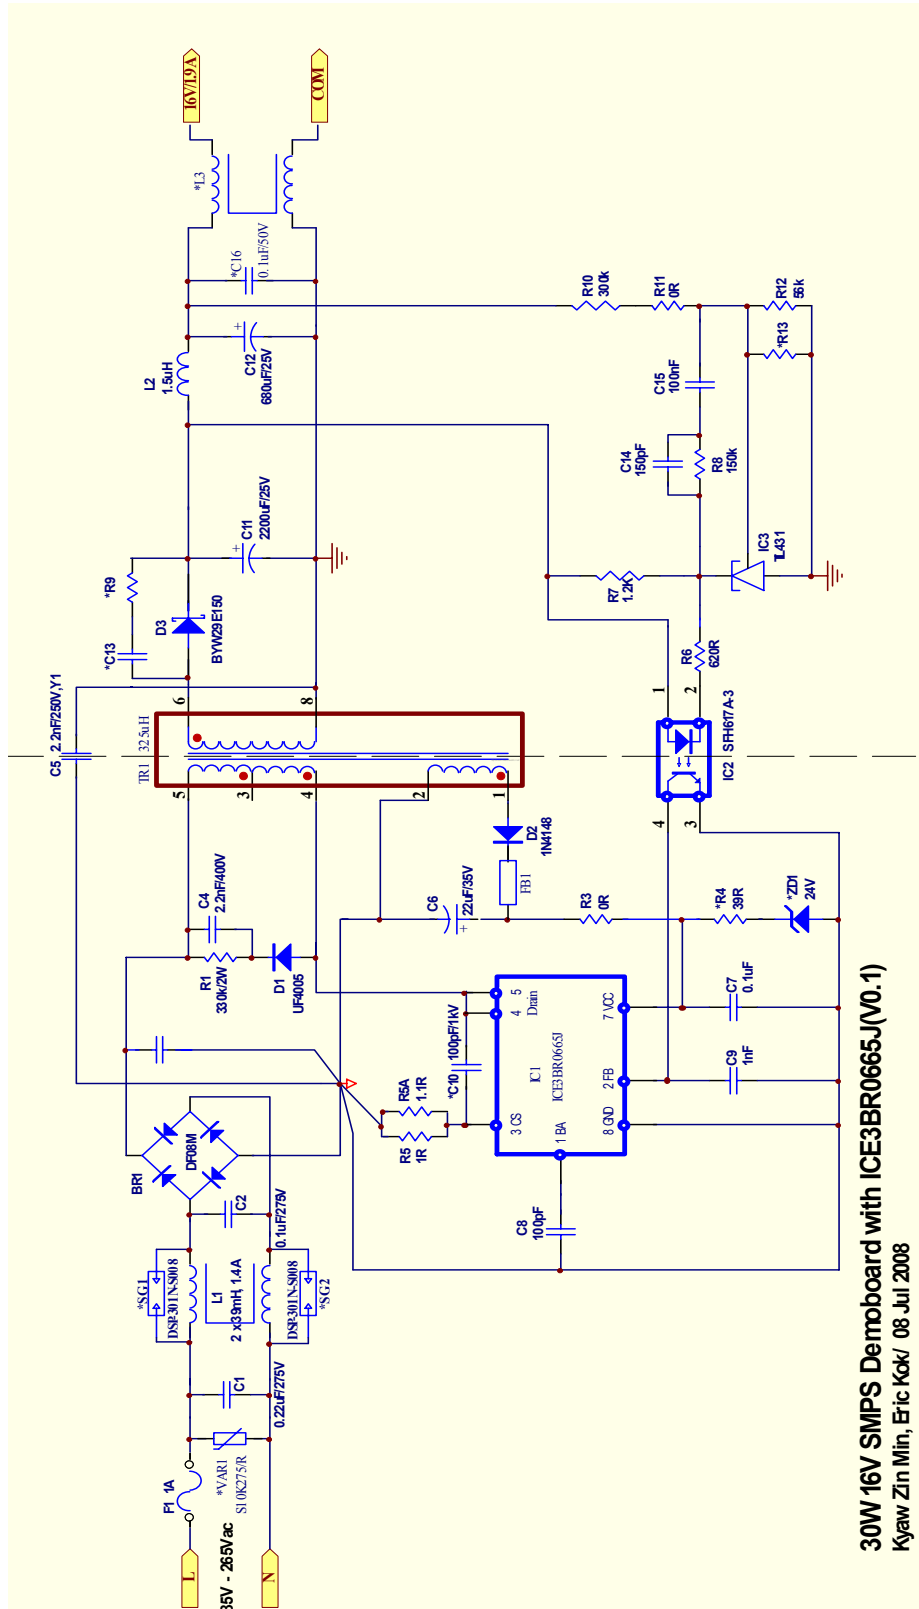 L
N
85V - 265Vac
F1 1A
*VAR1
S10K275/R
C1
0.22uF/275V
*SG1
DSP-301N-S008
L1
2 x39mH, 1.4A
DSP-301N-S008
*SG2
C2
0.1uF/275V
BR1
DF08M
C5 2.2nF/250V,Y1
R1
330k/2W
C4
2.2nF/400V
D1
UF4005
TR1 325uH
5
3
4
2
1
6
8
*C13
*R9
D3
BYW29E150
C11
2200uF/25V
+
L2
1.5uH
C12
680uF/25V
+
*C16
0.1uF/50V
*L3
16V/1.9A
COM
R5A
1.1R
R5
1R
*C10 100pF/1kV
C6
22uF/35V
+
FB1
D2
1N4148
R3
0R
*R4
39R
*ZD1
24V
IC1
ICE3BR0665J
3 CS
4
5
Drain
1 BA
8 GND
2 FB
7 VCC
C8
100pF
C9
1nF
C7
0.1uF
IC2 SFH617A-3
4
3
1
2
R6
620R
R7
1.2K
IC3
TL431
C14
150pF
R8
150k
C15
100nF
R10
300k
R11
0R
R12
56k
*R13
30W 16V SMPS Demoboard with ICE3BR0665J(V0.1)
Kyaw Zin Min, Eric Kok/ 08 Jul 2008